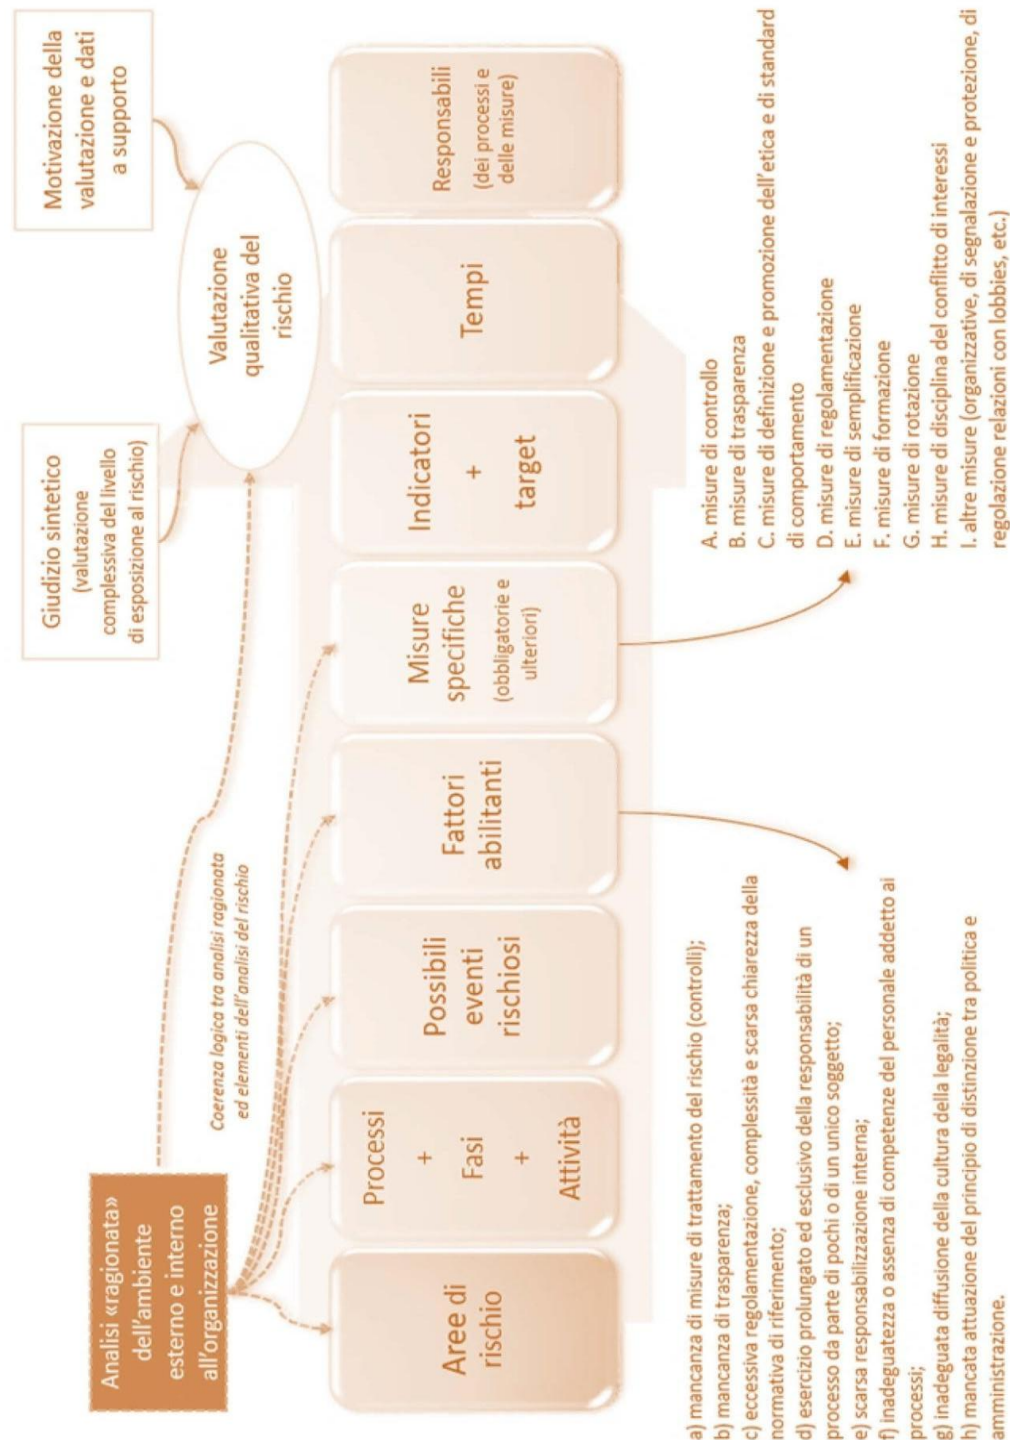 Analisi «ragionata»
dell'ambiente
esterno e interno
all'organizzazione
Giudizio sintetico
(valutazione
complessiva del livello
di esposizione al rischio)
Motivazione della
valutazione e dati
a supporto
Valutazione
qualitativa del
rischio
Coerenza logica tra analisi ragionata
ed elementi dell'analisi del rischio
Aree di
rischio
Processi
+
Fasi
+
Attività
Possibili
eventi
rischiosi
Fattori
abilitanti
Misure
specifiche
(obbligatorie e
ulteriori)
Indicatori
+
target
Tempi
Responsabili
(dei processi e
delle misure)
a) mancanza di misure di trattamento del rischio (controlli);
b) mancanza di trasparenza;
c) eccessiva regolamentazione, complessità e scarsa chiarezza della
normativa di riferimento;
d) esercizio prolungato ed esclusivo della responsabilità di un
processo da parte di pochi o di un unico soggetto;
e) scarsa responsabilizzazione interna;
f) inadeguatezza o assenza di competenze del personale addetto ai
processi;
g) inadeguata diffusione della cultura della legalità;
h) mancata attuazione del principio di distinzione tra politica e
amministrazione.
A. misure di controllo
B. misure di trasparenza
C. misure di definizione e promozione dell'etica e di standard
di comportamento
D. misure di regolamentazione
E. misure di semplificazione
F. misure di formazione
G. misure di rotazione
H. misure di disciplina del conflitto di interessi
I. altre misure (organizzative, di segnalazione e protezione, di
regolazione relazioni con lobbies, etc.)